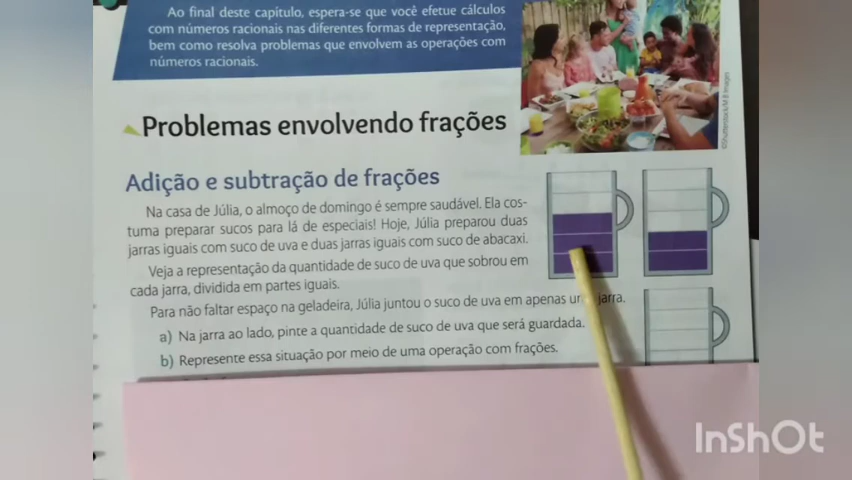 Ao final deste capítulo, espera-se que você efetue cálculos
com números racionais nas diferentes formas de representação,
bem como resolva problemas que envolvem as operações com
números racionais.
©Shutterstock/M B Images
Problemas envolvendo frações
Adição e subtração de frações
Na casa de Júlia, o almoço de domingo é sempre saudável. Ela cos-
tuma preparar sucos para lá de especiais! Hoje, Júlia preparou duas
jarras iguais com suco de uva e duas jarras iguais com suco de abacaxi.
Veja a representação da quantidade de suco de uva que sobrou em
cada jarra, dividida em partes iguais.
Para não faltar espaço na geladeira, Júlia juntou o suco de uva em apenas jarra.
a) Na jarra ao lado, pinte a quantidade de suco de uva que será guardada.
b) Represente essa situação por meio de uma operação com frações.
InShOt